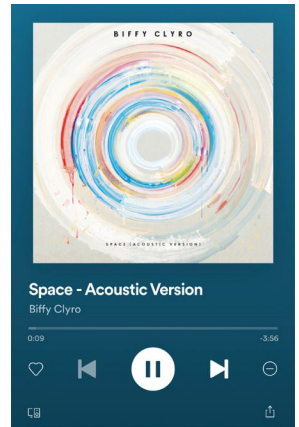 BIFFY CLYRO
SPACE (ACOUSTIC VERSION)
Space - Acoustic Version
Biffy Clyro
0:09 -3:56